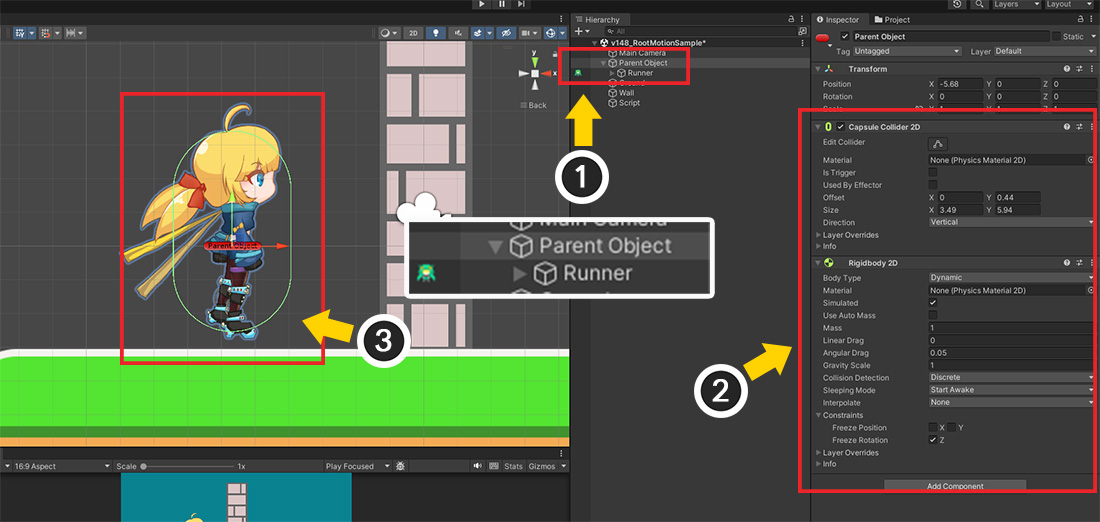 Layers
Layout
2D
y
x
Back
Parent Object
3
16:9 Aspect
Scale
1x
Play Focused
Stats
Gizmos
Hierarchy
All
v148_RootMotionSample*
Main Camera
Parent Object
Runner
Ground
Wall
Script
1
Main Camera
Parent Object
Runner
2
Inspector
Project
Parent Object
Static
Tag Untagged
Layer Default
Transform
Position X -5.68 Y 0 Z 0
Rotation X 0 Y 0 Z 0
Scale X 1 Y 1 Z 1
Capsule Collider 2D
Edit Collider
Material None (Physics Material 2D)
Is Trigger
Used By Effector
Offset X 0 Y 0.44
Size X 3.49 Y 5.94
Direction Vertical
Layer Overrides
Info
Rigidbody 2D
Body Type Dynamic
Material None (Physics Material 2D)
Simulated
Use Auto Mass
Mass 1
Linear Drag 0
Angular Drag 0.05
Gravity Scale 1
Collision Detection Discrete
Sleeping Mode Start Awake
Interpolate None
Constraints
Freeze Position X Y
Freeze Rotation Z
Layer Overrides
Info
Add Component